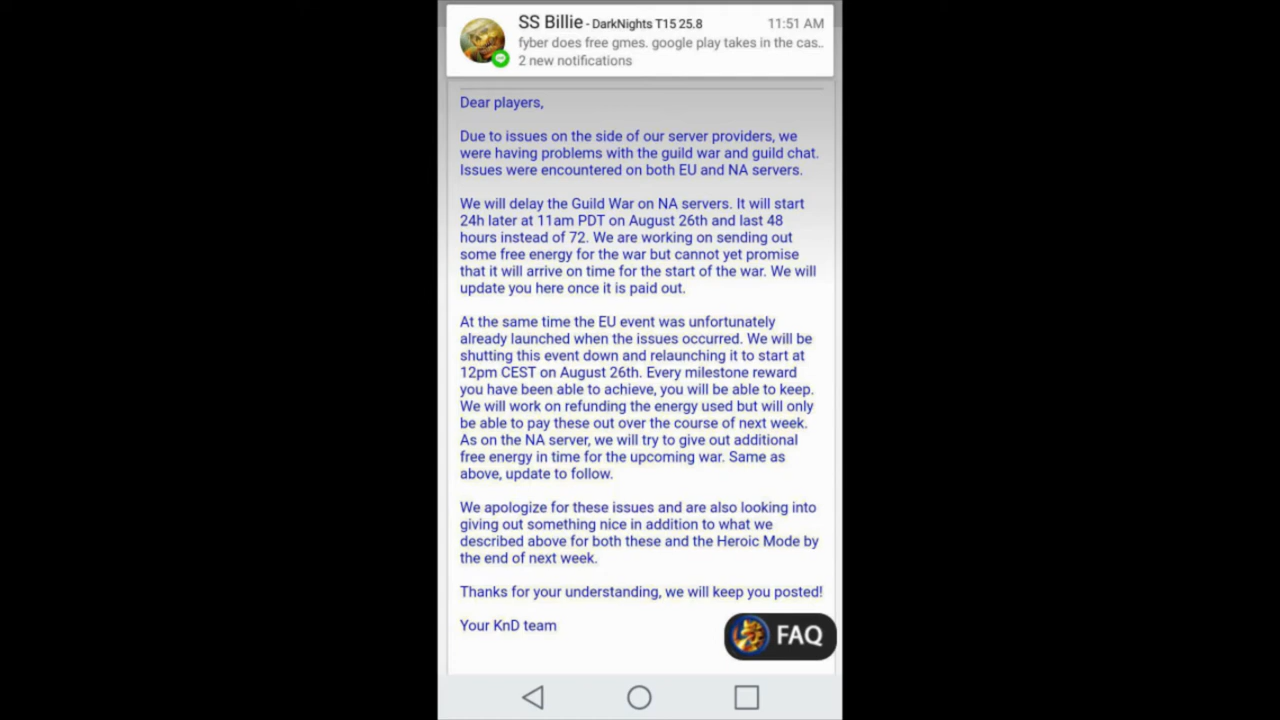 SS Billie - DarkNights T15 25.8 11:51 AM
fyber does free gmes. google play takes in the cas..
2 new notifications
Dear players,
Due to issues on the side of our server providers, we
were having problems with the guild war and guild chat.
Issues were encountered on both EU and NA servers.
We will delay the Guild War on NA servers. It will start
24h later at 11am PDT on August 26th and last 48
hours instead of 72. We are working on sending out
some free energy for the war but cannot yet promise
that it will arrive on time for the start of the war. We will
update you here once it is paid out.
At the same time the EU event was unfortunately
already launched when the issues occurred. We will be
shutting this event down and relaunching it to start at
12pm CEST on August 26th. Every milestone reward
you have been able to achieve, you will be able to keep.
We will work on refunding the energy used but will only
be able to pay these out over the course of next week.
As on the NA server, we will try to give out additional
free energy in time for the upcoming war. Same as
above, update to follow.
We apologize for these issues and are also looking into
giving out something nice in addition to what we
described above for both these and the Heroic Mode by
the end of next week.
Thanks for your understanding, we will keep you posted!
Your KnD team
FAQ